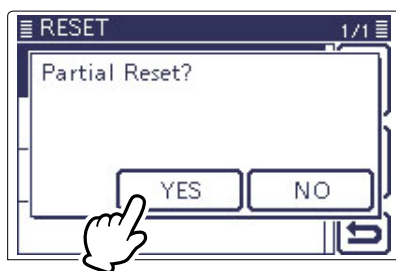 RESET 1/1
Partial Reset?
YES NO